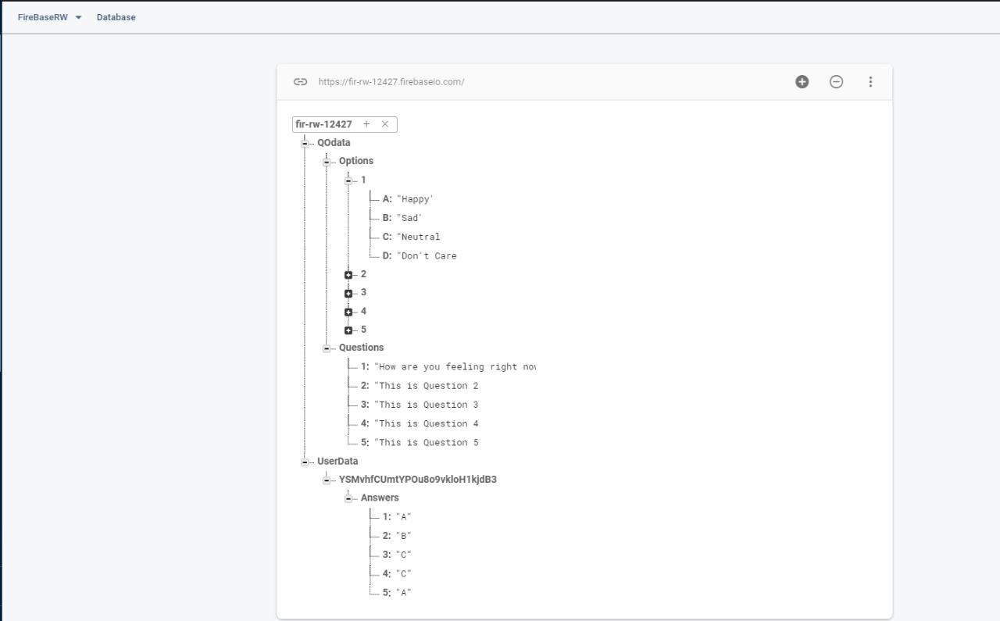 FireBaseRW Database
https://fir-rw-12427.firebaseio.com/
fir-rw-12427 + ×
QOdata
Options
1
A: "Happy'
B: "Sad'
C: "Neutral
D: "Don't Care
2
3
4
5
Questions
1: "How are you feeling right nov
2: "This is Question 2
3: "This is Question 3
4: "This is Question 4
5: "This is Question 5
UserData
YSMvhfCUmtYPOu8o9vkloH1kjdB3
Answers
1: "A"
2: "B"
3: "C"
4: "C"
5: "A"